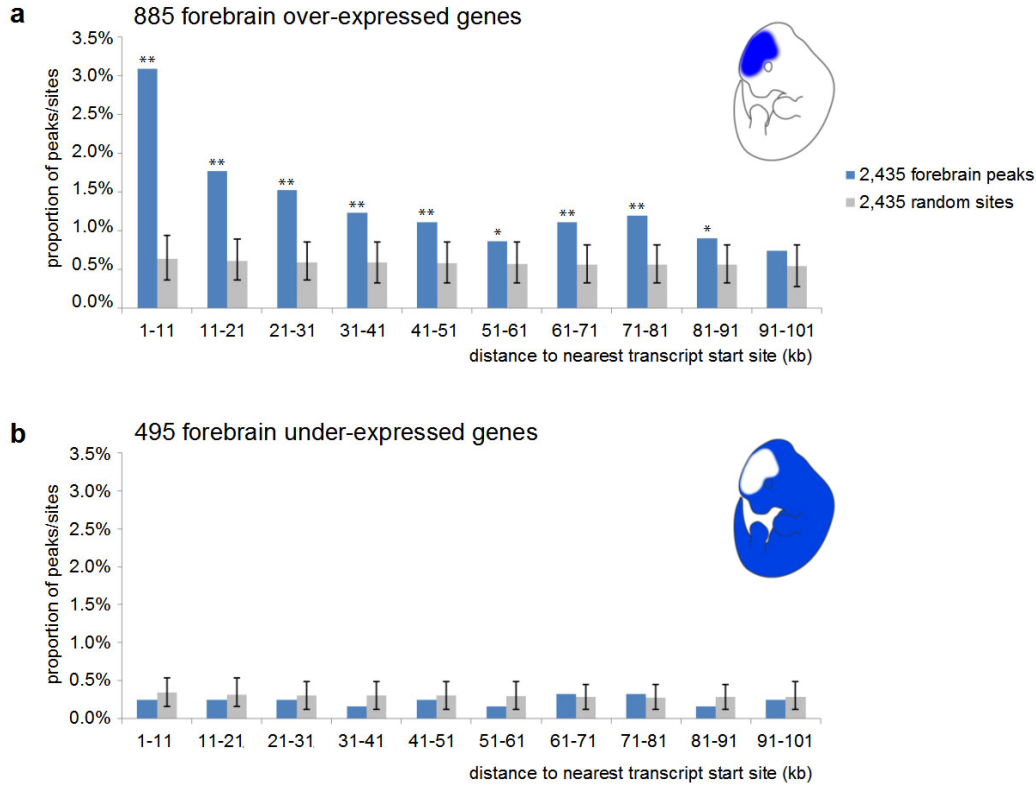 a
885 forebrain over-expressed genes
proportion of peaks/sites
3.5%
3.0%
2.5%
2.0%
1.5%
1.0%
0.5%
0.0%
** ** ** ** ** * ** ** *
1-11 11-21 21-31 31-41 41-51 51-61 61-71 71-81 81-91 91-101
distance to nearest transcript start site (kb)
2,435 forebrain peaks
2,435 random sites
b
495 forebrain under-expressed genes
proportion of peaks/sites
3.5%
3.0%
2.5%
2.0%
1.5%
1.0%
0.5%
0.0%
1-11 11-21 21-31 31-41 41-51 51-61 61-71 71-81 81-91 91-101
distance to nearest transcript start site (kb)